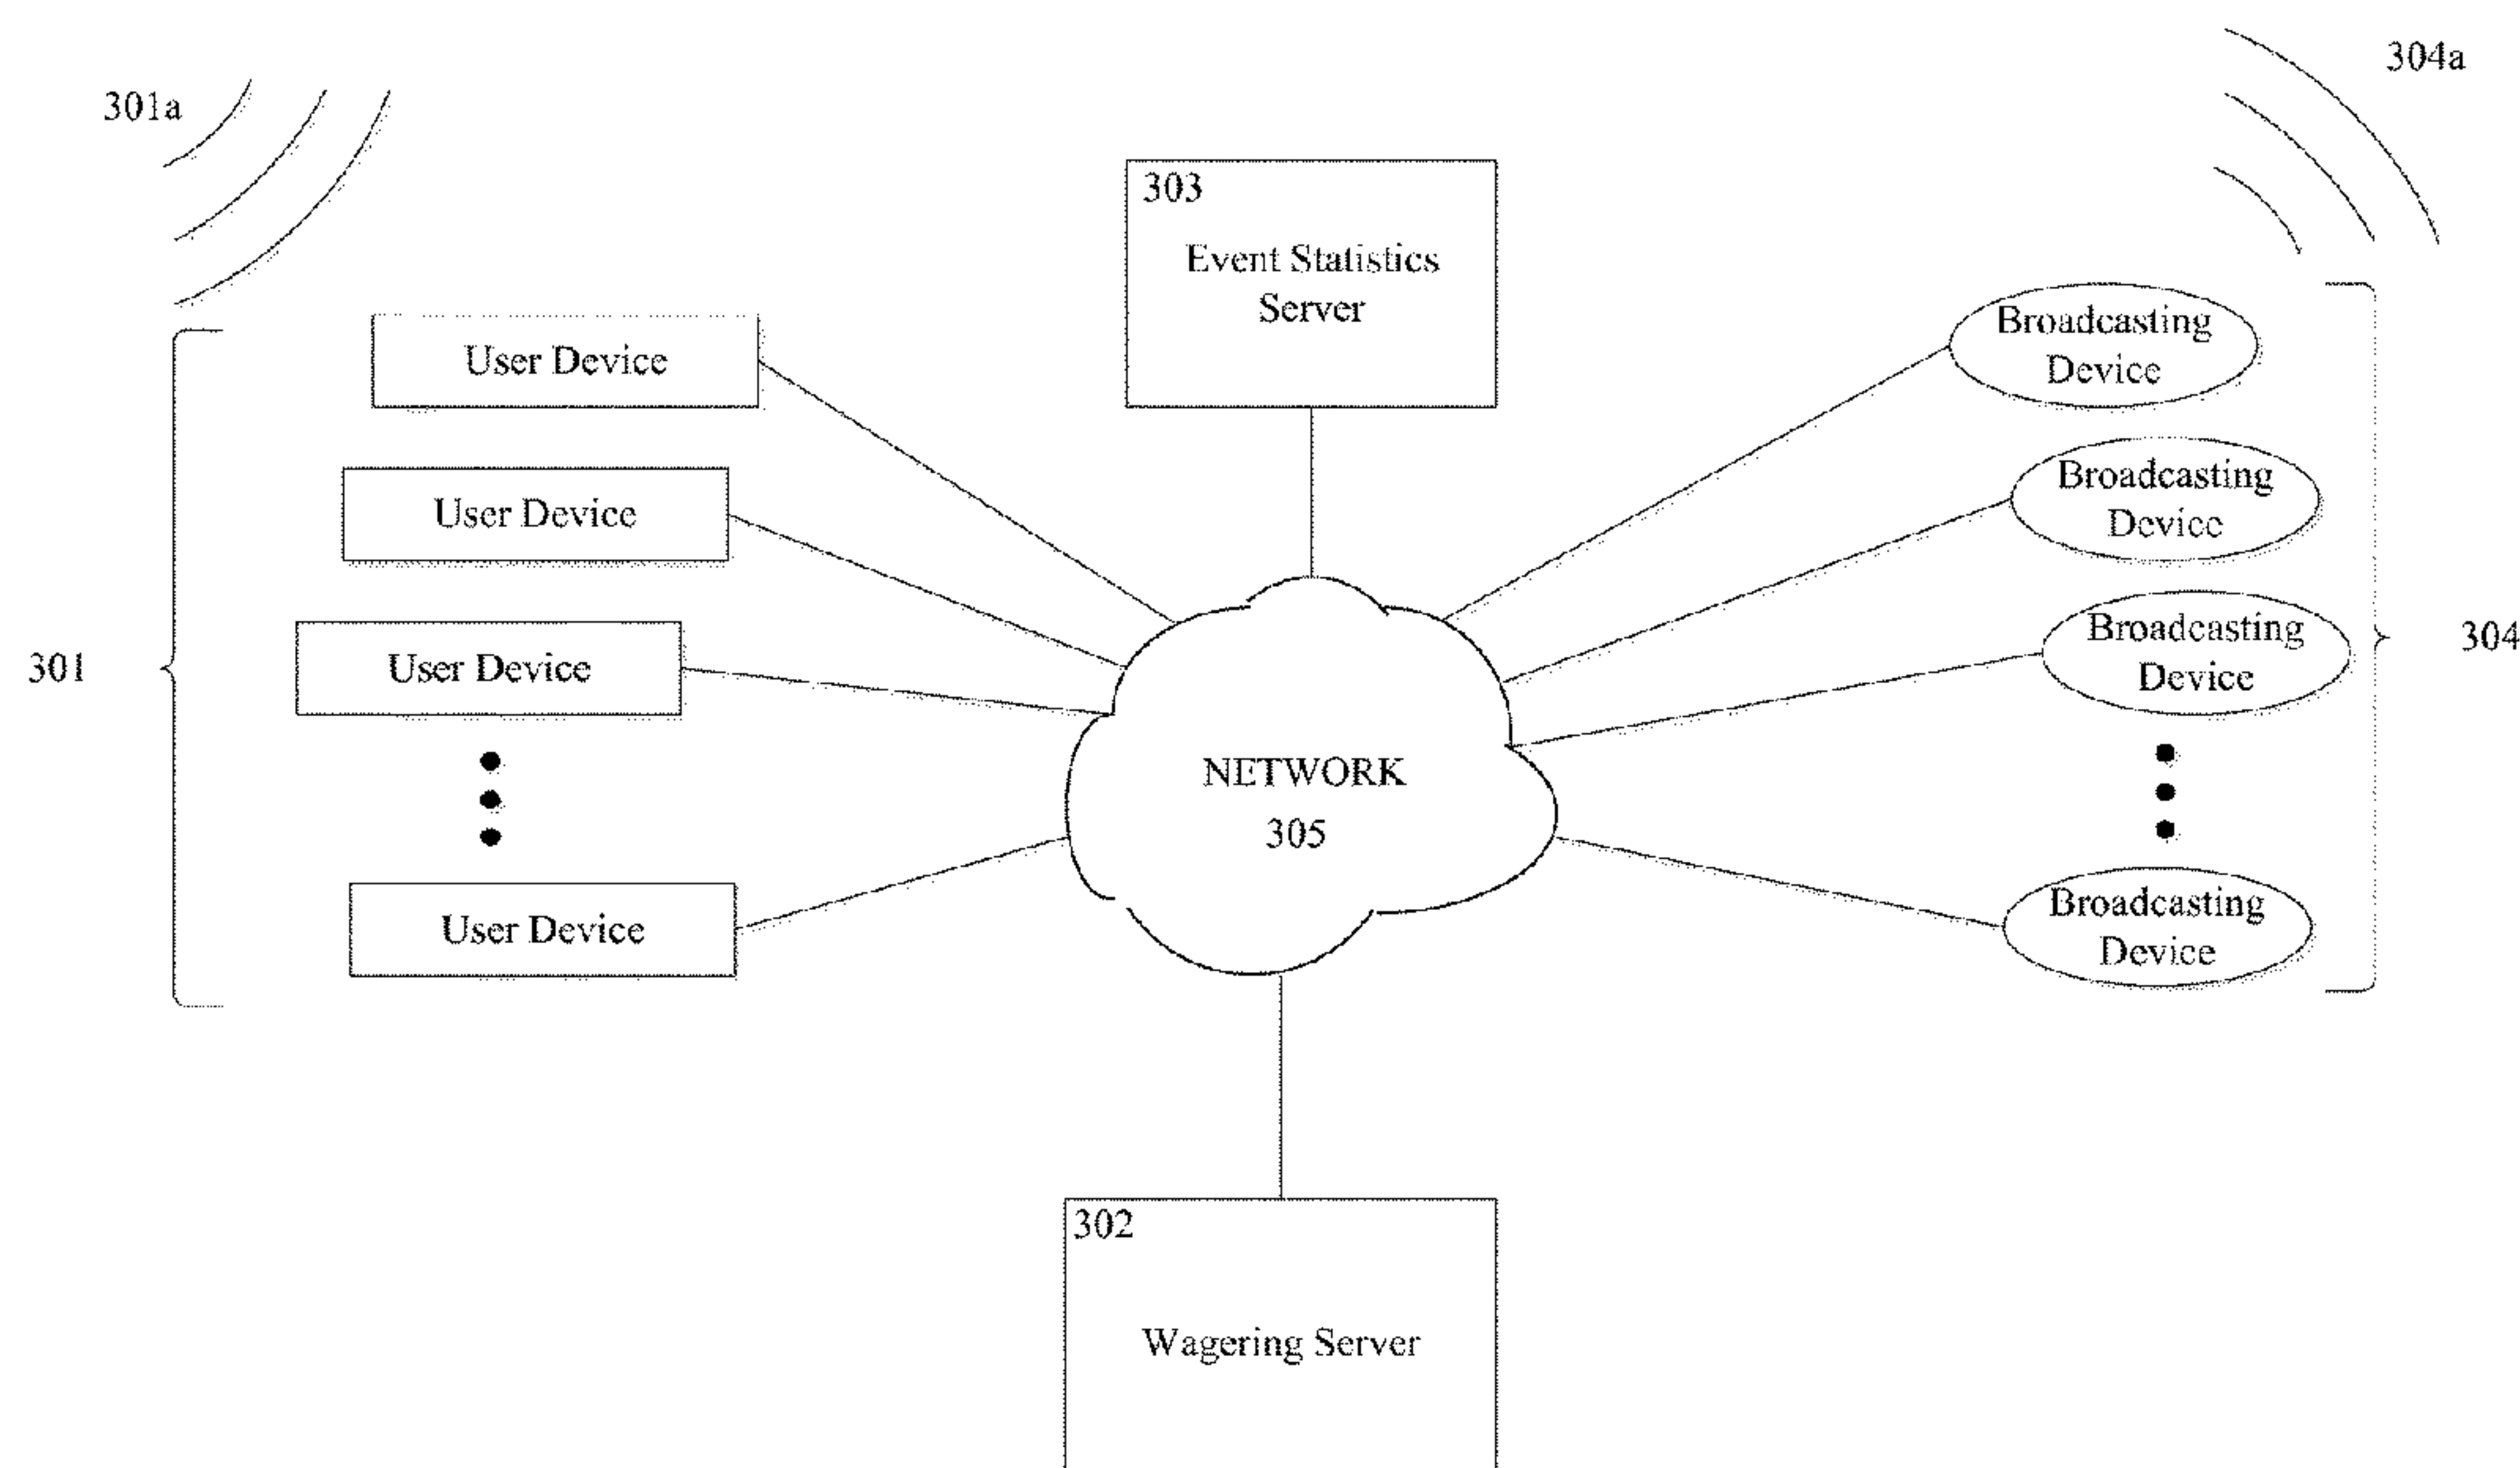 304a
301a
303
Event Statistics
Server
Broadcasting
Device
User Device
Broadcasting
Device
User Device
Broadcasting
Device
304
301
User Device
NETWORK
305
Broadcasting
Device
User Device
302
Wagering Server